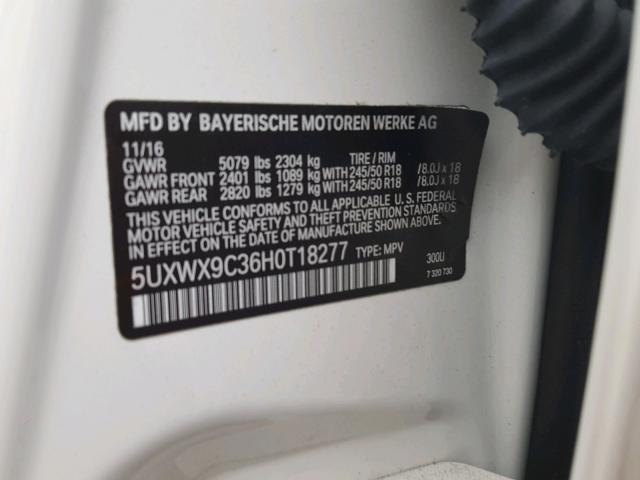 MFD BY BAYERISCHE MOTOREN WERKE AG
11/16
GVWR 5079 lbs 2304 kg TIRE / RIM
GAWR FRONT 2401 lbs 1089 kg WITH 245/50 R18 /8.0J x 18
GAWR REAR 2820 lbs 1279 kg WITH 245/50 R18 /8.0J x 18
THIS VEHICLE CONFORMS TO ALL APPLICABLE U. S. FEDERAL
MOTOR VEHICLE SAFETY AND THEFT PREVENTION STANDARDS
IN EFFECT ON THE DATE OF MANUFACTURE SHOWN ABOVE.
5UXWX9C36H0T18277 TYPE: MPV
300U
7 320 730